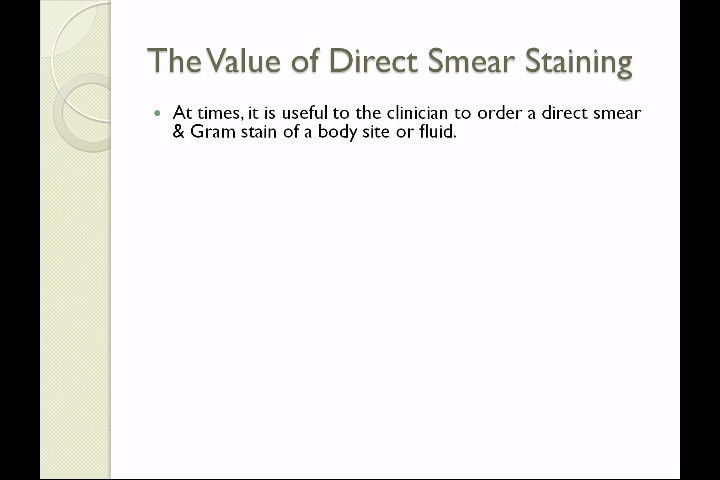 The Value of Direct Smear Staining
• At times, it is useful to the clinician to order a direct smear
& Gram stain of a body site or fluid.